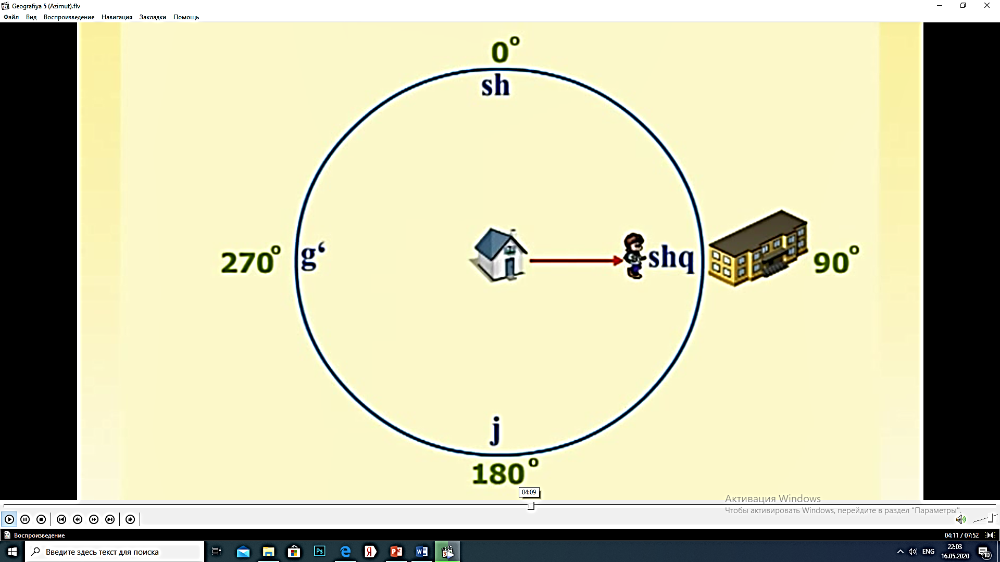 Geografiya 5 (Azimut).flv
Файл Вид Воспроизведение Навигация Закладки Помощь
0°
sh
270° g‘ shq 90°
j
180°
04:09
Активация Windows
Чтобы активировать Windows, перейдите в раздел "Параметры".
Воспроизведение 04:11 / 07:52
Введите здесь текст для поиска
ENG
22:03
16.05.2020
10